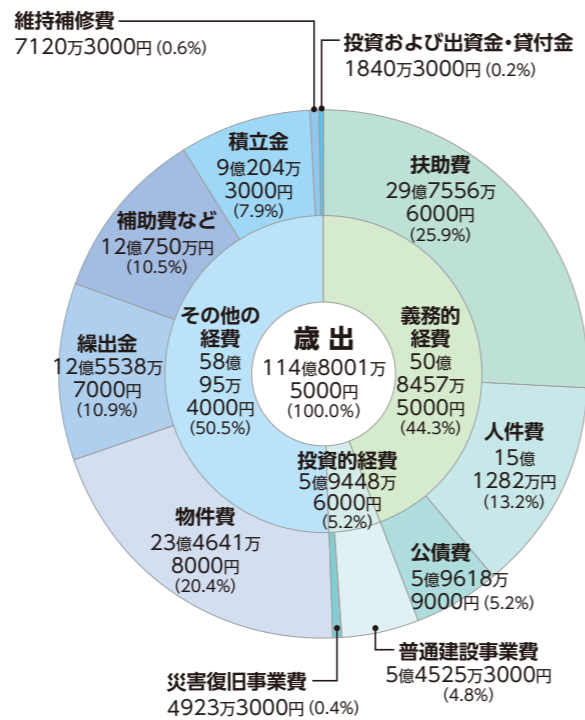 維持補修費
7120万3000円 (0.6%)
投資および出資金・貸付金
1840万3000円 (0.2%)
積立金
9億204万
3000円
(7.9%)
扶助費
29億7556万
6000円
(25.9%)
補助費など
12億750万円
(10.5%)
繰出金
12億5538万
7000円
(10.9%)
その他の
経費
58億
95万
4000円
(50.5%)
歳出
114億8001万
5000円
(100.0%)
義務的
経費
50億
8457万
5000円
(44.3%)
投資的経費
5億9448万
6000円
(5.2%)
人件費
15億
1282万円
(13.2%)
物件費
23億4641万
8000円
(20.4%)
公債費
5億9618万
9000円 (5.2%)
普通建設事業費
5億4525万3000円
(4.8%)
災害復旧事業費
4923万3000円 (0.4%)